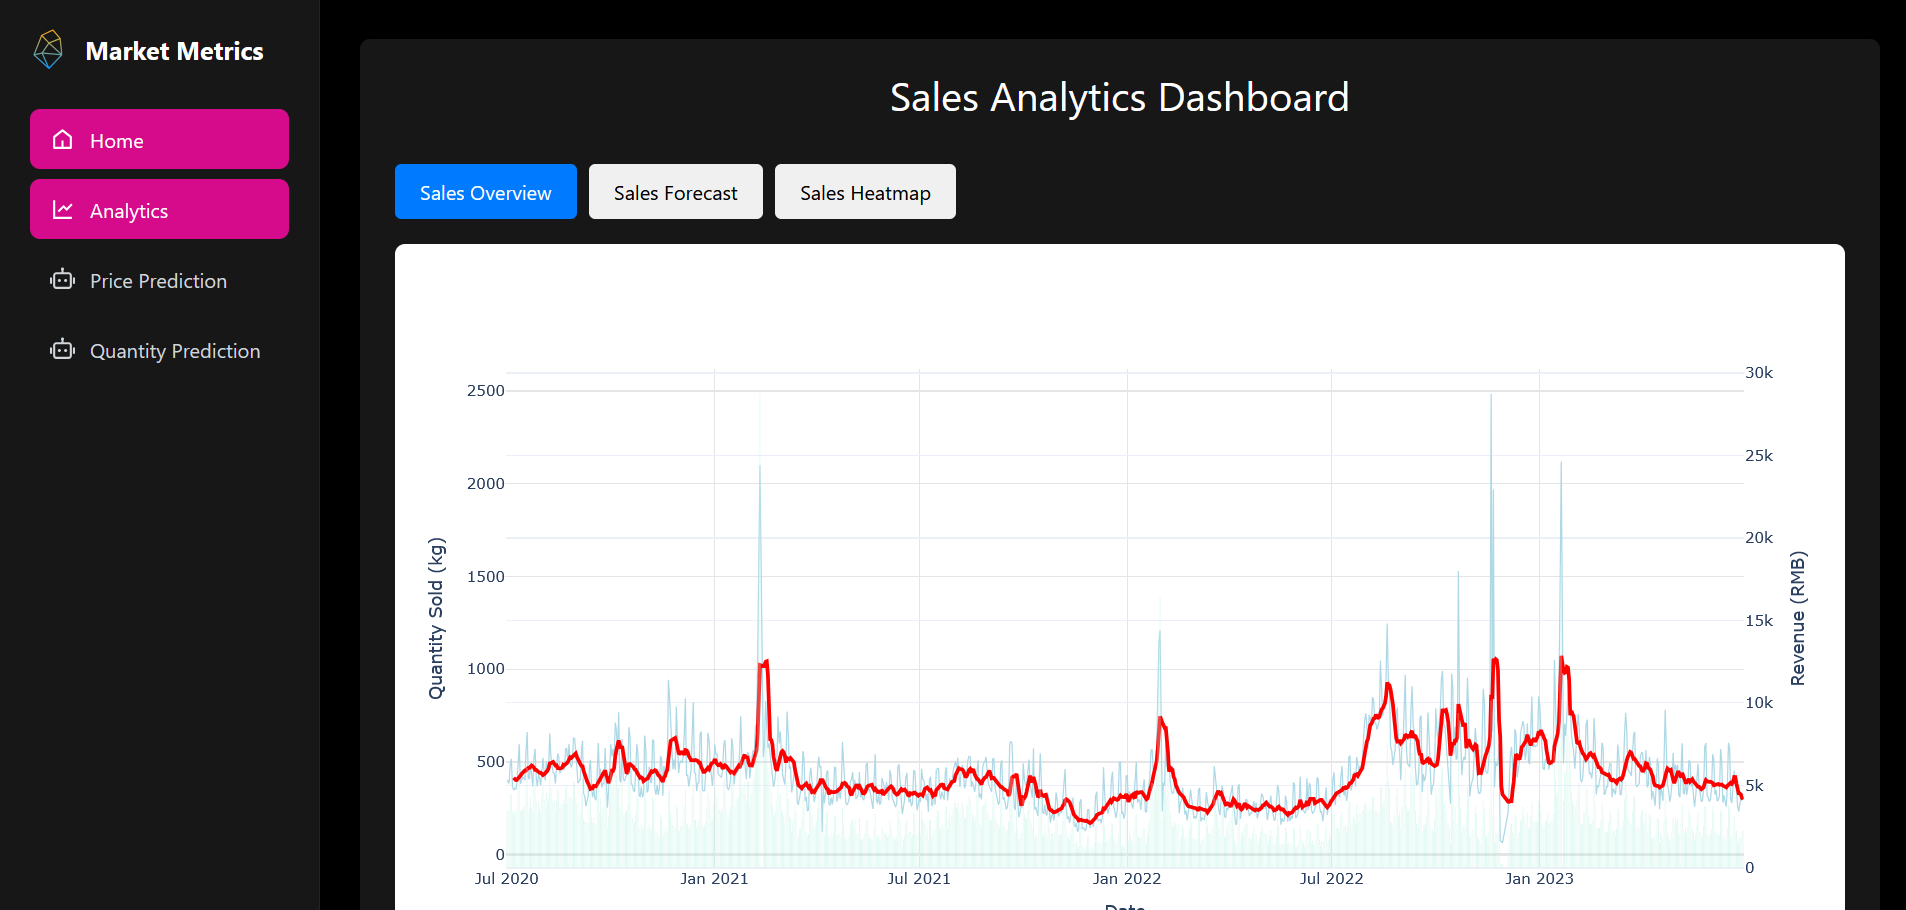 Market Metrics
Home
Analytics
Price Prediction
Quantity Prediction
Sales Analytics Dashboard
Sales Overview
Sales Forecast
Sales Heatmap
2500
2000
1500
1000
500
0
Quantity Sold (kg)
30k
25k
20k
15k
10k
5k
0
Revenue (RMB)
Jul 2020
Jan 2021
Jul 2021
Jan 2022
Jul 2022
Jan 2023
Date